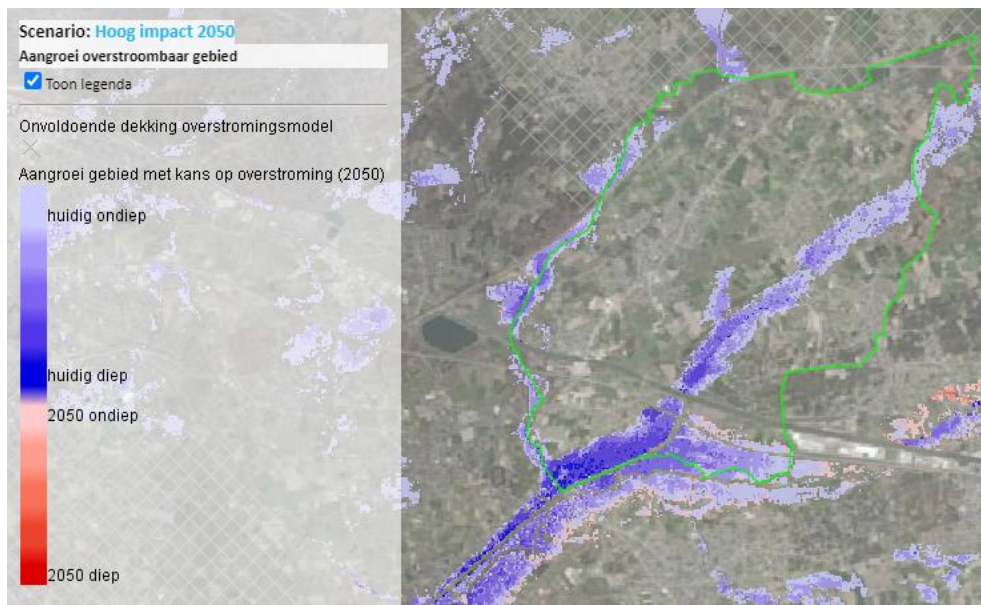 Scenario: Hoog impact 2050
Aangroei overstroombaar gebied
Toon legenda
Onvoldoende dekking overstromingsmodel
Aangroei gebied met kans op overstroming (2050)
huidig ondiep
huidig diep
2050 ondiep
2050 diep